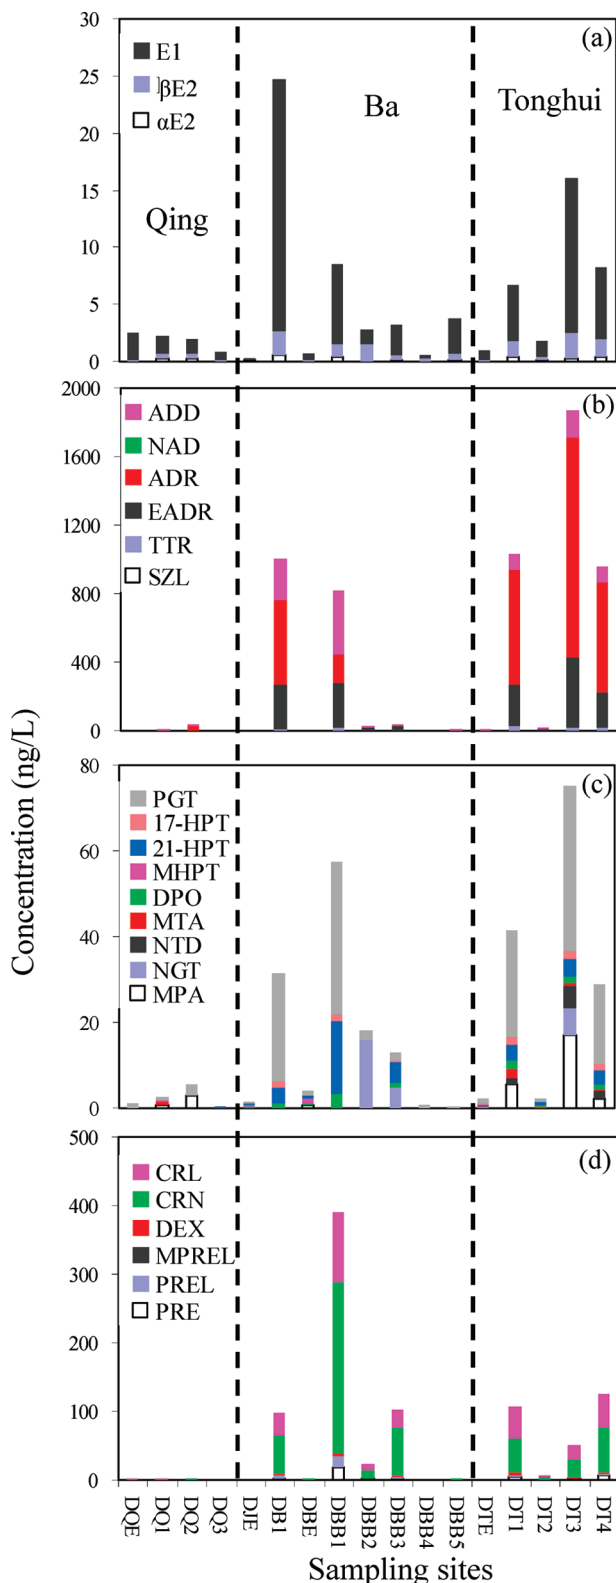 Concentration (ng/L)
30
25
20
15
10
5
0
(a)
E1
βE2
αE2
Qing
Ba
Tonghui
2000
1600
1200
800
400
0
(b)
ADD
NAD
ADR
EADR
TTR
SZL
80
60
40
20
0
(c)
PGT
17-HPT
21-HPT
MHPT
DPO
MTA
NTD
NGT
MPA
500
400
300
200
100
0
(d)
CRL
CRN
DEX
MPREL
PREL
PRE
DQE
DQ1
DQ2
DQ3
DJE
DB1
DBE
DBB1
DBB2
DBB3
DBB4
DBB5
DTE
DT1
DT2
DT3
DT4
Sampling sites